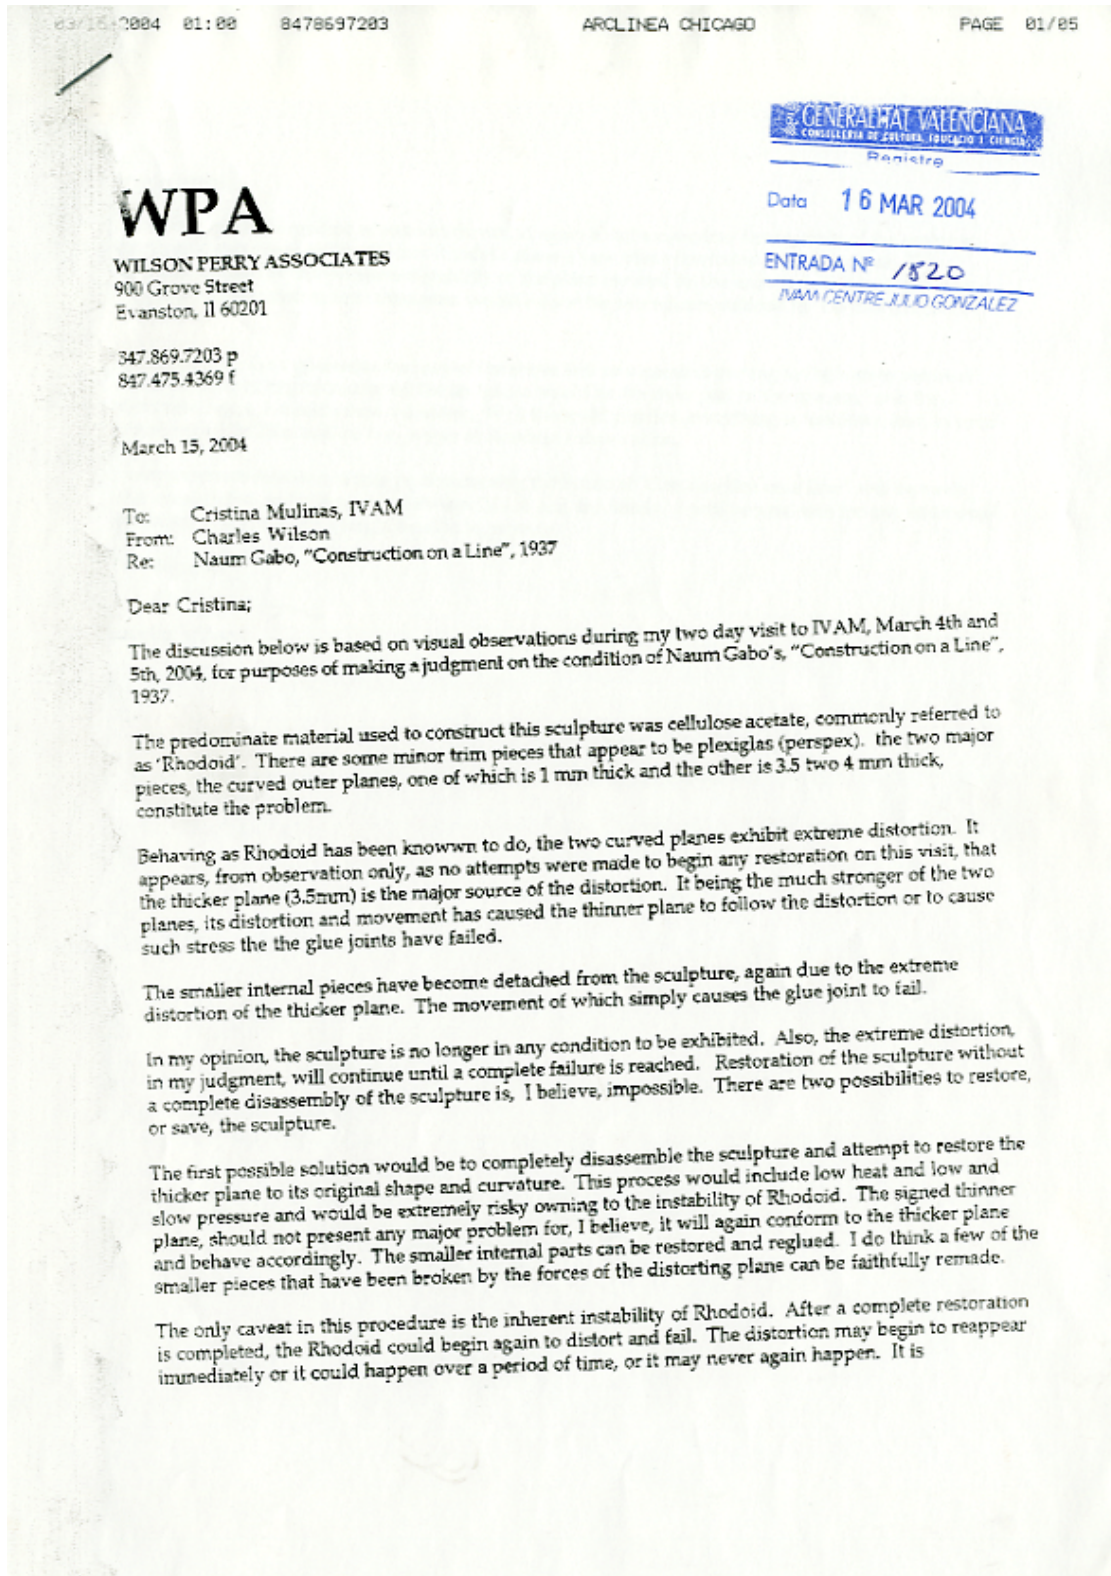 2004 01:00 8478697203 ARCLINEA CHICAGO PAGE 01/05
GENERALITAT VALENCIANA
CONSELLERIA DE CULTURA, EDUCACIÓ I CIÈNCIA
Registre
Data 16 MAR 2004
ENTRADA Nº 1820
IVAM CENTRE JULIO GONZALEZ
WPA
WILSON PERRY ASSOCIATES
900 Grove Street
Evanston, Il 60201
847.869.7203 p
847.475.4369 f
March 15, 2004
To: Cristina Mulinas, IVAM
From: Charles Wilson
Re: Naum Gabo, "Construction on a Line", 1937
Dear Cristina;
The discussion below is based on visual observations during my two day visit to IVAM, March 4th and
5th, 2004, for purposes of making a judgment on the condition of Naum Gabo's, "Construction on a Line",
1937.
The predominate material used to construct this sculpture was cellulose acetate, commonly referred to
as 'Rhodoid'. There are some minor trim pieces that appear to be plexiglas (perspex). the two major
pieces, the curved outer planes, one of which is 1 mm thick and the other is 3.5 two 4 mm thick,
constitute the problem.
Behaving as Rhodoid has been knowwn to do, the two curved planes exhibit extreme distortion. It
appears, from observation only, as no attempts were made to begin any restoration on this visit, that
the thicker plane (3.5mm) is the major source of the distortion. It being the much stronger of the two
planes, its distortion and movement has caused the thinner plane to follow the distortion or to cause
such stress the the glue joints have failed.
The smaller internal pieces have become detached from the sculpture, again due to the extreme
distortion of the thicker plane. The movement of which simply causes the glue joint to fail.
In my opinion, the sculpture is no longer in any condition to be exhibited. Also, the extreme distortion,
in my judgment, will continue until a complete failure is reached. Restoration of the sculpture without
a complete disassembly of the sculpture is, I believe, impossible. There are two possibilities to restore,
or save, the sculpture.
The first possible solution would be to completely disassemble the sculpture and attempt to restore the
thicker plane to its original shape and curvature. This process would include low heat and low and
slow pressure and would be extremely risky owning to the instability of Rhodoid. The signed thinner
plane, should not present any major problem for, I believe, it will again conform to the thicker plane
and behave accordingly. The smaller internal parts can be restored and reglued. I do think a few of the
smaller pieces that have been broken by the forces of the distorting plane can be faithfully remade.
The only caveat in this procedure is the inherent instability of Rhodoid. After a complete restoration
is completed, the Rhodoid could begin again to distort and fail. The distortion may begin to reappear
immediately or it could happen over a period of time, or it may never again happen. It is